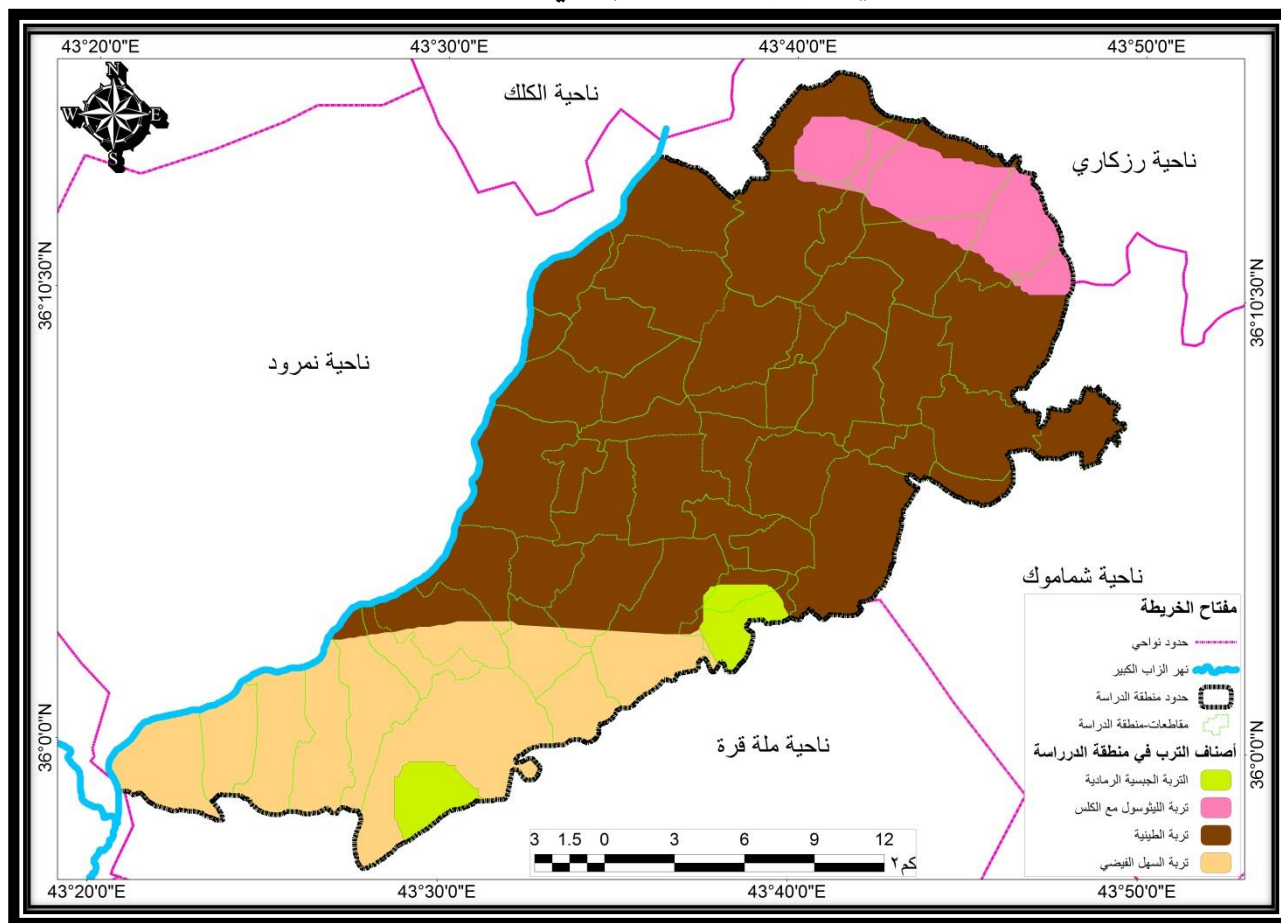 43°20'0"E 43°30'0"E 43°40'0"E 43°50'0"E
N
W E
S
ناحية الكلك
ناحية رزكاري
36°10'30"N
36°10'30"N
ناحية نمرود
ناحية شماموك
مفتاح الخريطة
حدود نواحي
نهر الزاب الكبير
حدود منطقة الدراسة
مقاطعات-منطقة الدراسة
أصناف الترب في منطقة الدرراسة
التربة الجبسية الرمادية
تربة الليثوسول مع الكلس
تربة الطينية
تربة السهل الفيضي
36°0'0"N
36°0'0"N
ناحية ملة قرة
3 1.5 0 3 6 9 12
كم٢
43°20'0"E 43°30'0"E 43°40'0"E 43°50'0"E